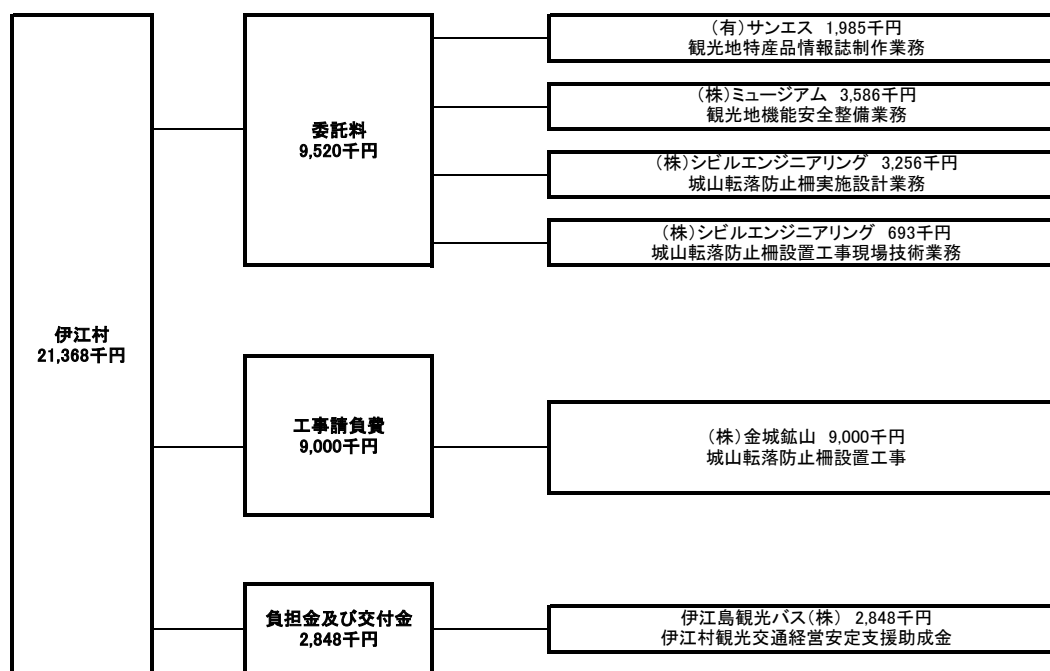 伊江村
21,368千円
委託料
9,520千円
(有)サンエス 1,985千円
観光地特産品情報誌制作業務
(株)ミュージアム 3,586千円
観光地機能安全整備業務
(株)シビルエンジニアリング 3,256千円
城山転落防止柵実施設計業務
(株)シビルエンジニアリング 693千円
城山転落防止柵設置工事現場技術業務
工事請負費
9,000千円
(株)金城鉱山 9,000千円
城山転落防止柵設置工事
負担金及び交付金
2,848千円
伊江島観光バス(株) 2,848千円
伊江村観光交通経営安定支援助成金